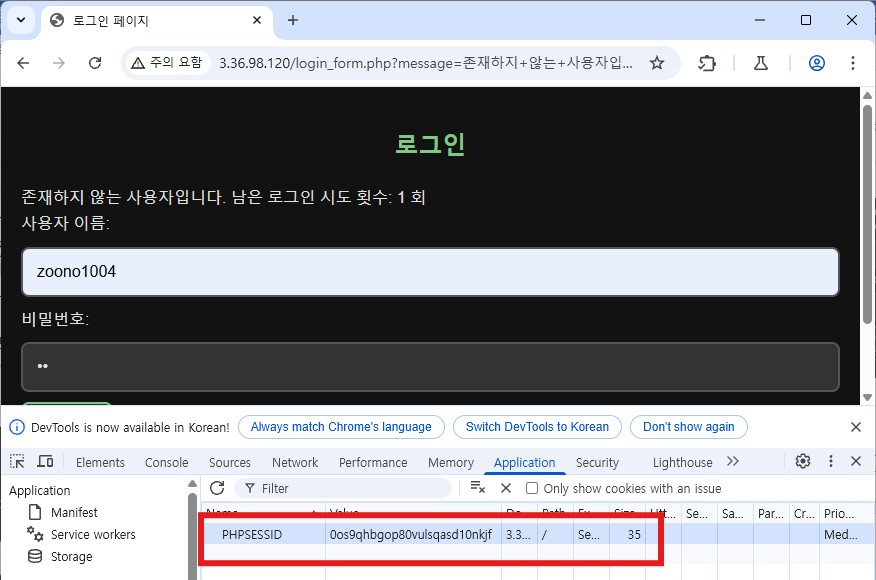 로그인 페이지
주의 요함 3.36.98.120/login_form.php?message=존재하지+않는+사용자입...
로그인
존재하지 않는 사용자입니다. 남은 로그인 시도 횟수: 1 회
사용자 이름:
zoono1004
비밀번호:
DevTools is now available in Korean! Always match Chrome's language Switch DevTools to Korean Don't show again
Elements Console Sources Network Performance Memory Application Security Lighthouse
Application Filter Only show cookies with an issue
Manifest
Service workers
Storage
Name Value Do... Path Ex... Size Htt... Se... Sa... Par... Cr... Prio...
PHPSESSID 0os9qhbgop80vulsqasd10nkjf 3.3... / Se... 35 Med...